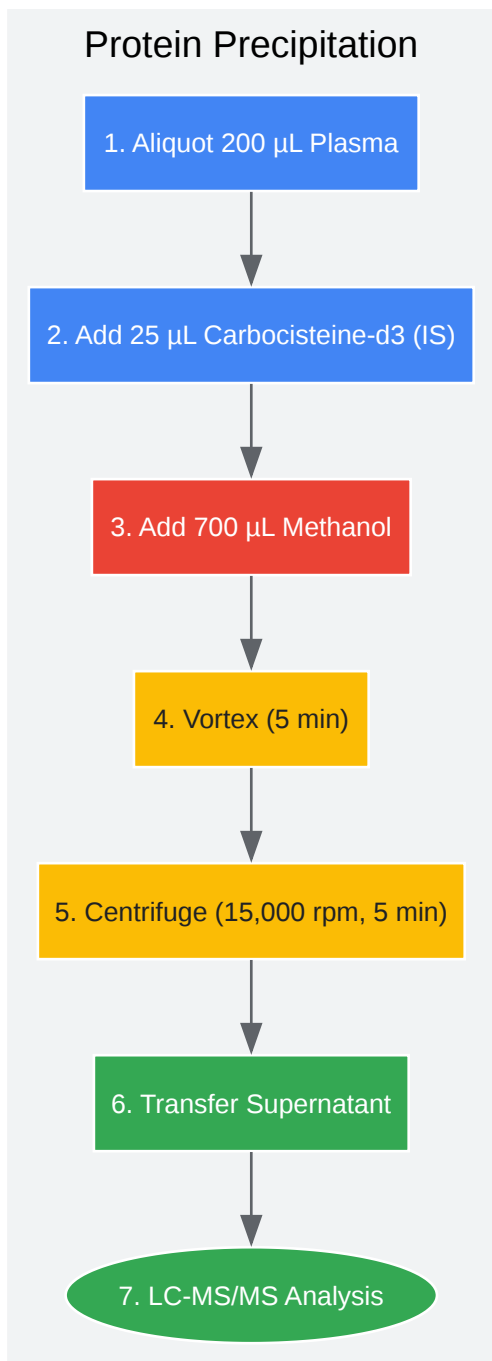 Protein Precipitation
1. Aliquot 200 µL Plasma
2. Add 25 µL Carbocisteine-d3 (IS)
3. Add 700 µL Methanol
4. Vortex (5 min)
5. Centrifuge (15,000 rpm, 5 min)
6. Transfer Supernatant
7. LC-MS/MS Analysis